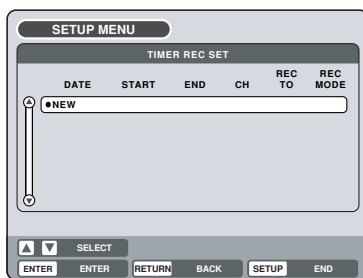 SETUP MENU
TIMER REC SET
DATE START END CH REC TO REC MODE
●NEW
▲ ▼ SELECT
ENTER ENTER RETURN BACK SETUP END